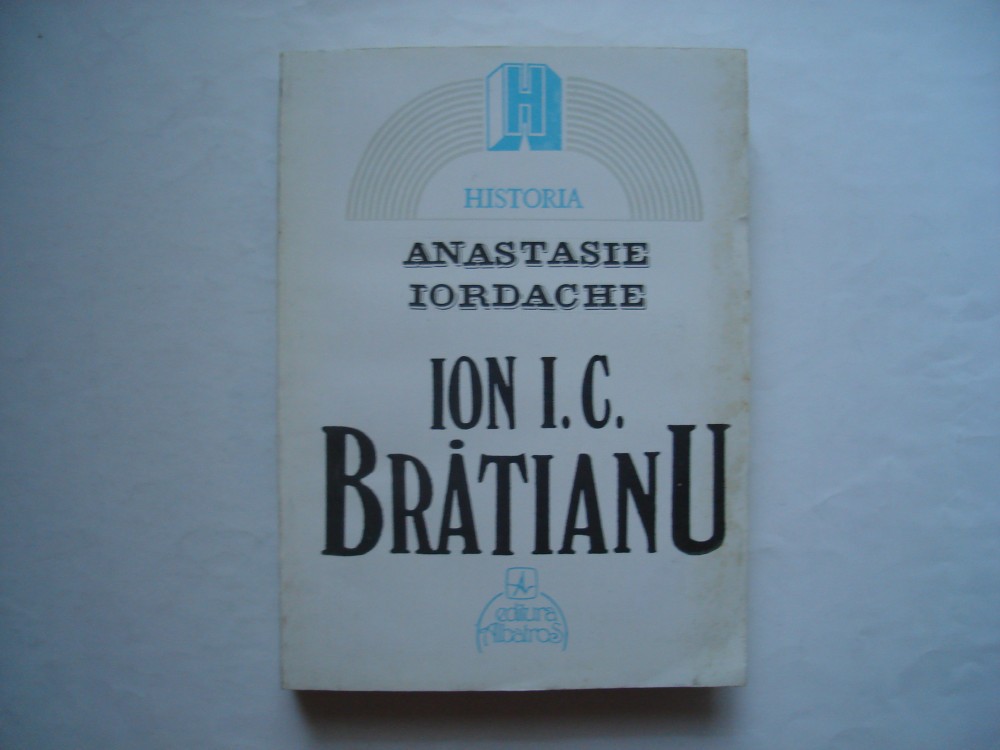 H
HISTORIA
ANASTASIE
IORDACHE
ION I. C.
BRĂTIANU
editura
Albatros